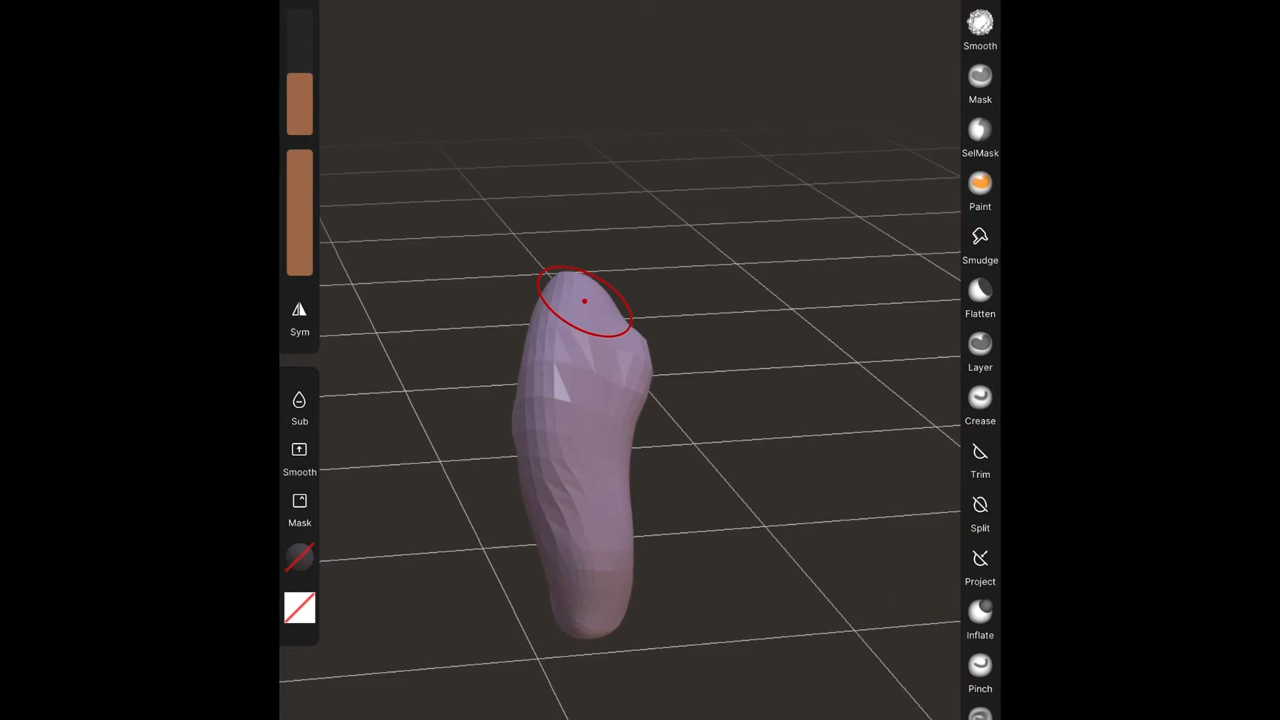 Sym
Sub
Smooth
Mask
Smooth
Mask
SelMask
Paint
Smudge
Flatten
Layer
Crease
Trim
Split
Project
Inflate
Pinch